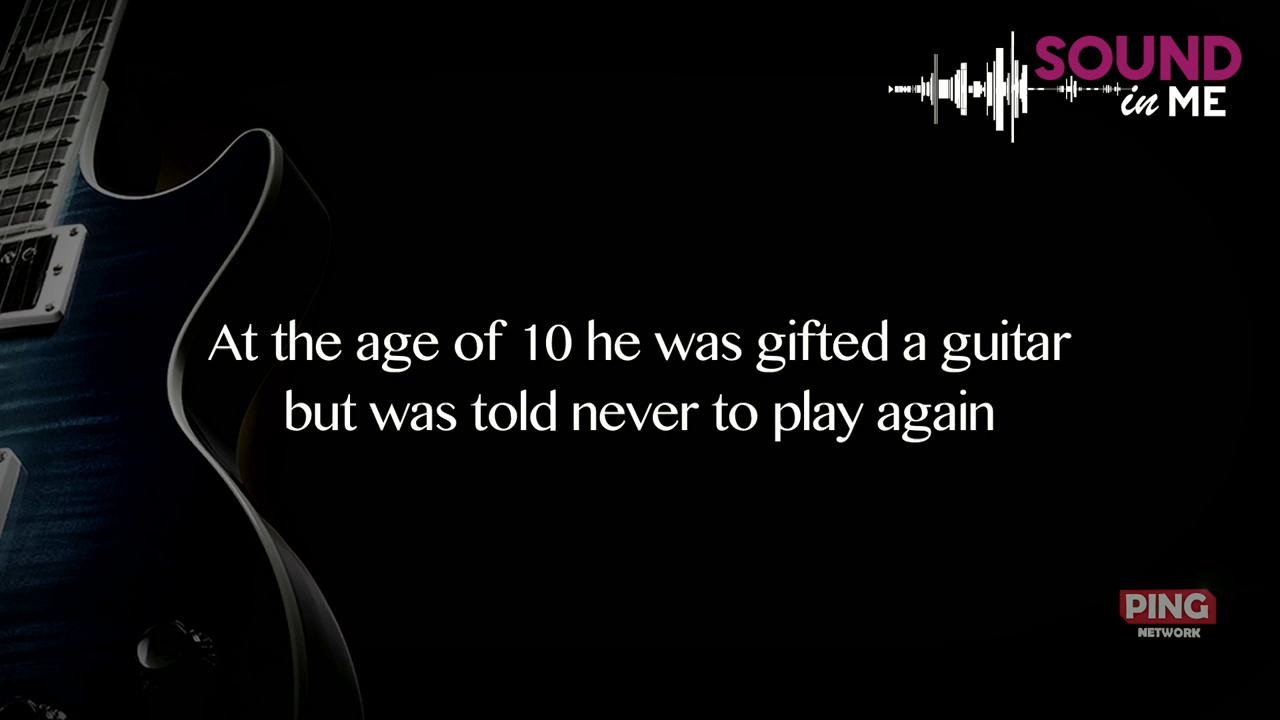 SOUND
in ME
At the age of 10 he was gifted a guitar
but was told never to play again
PING
NETWORK